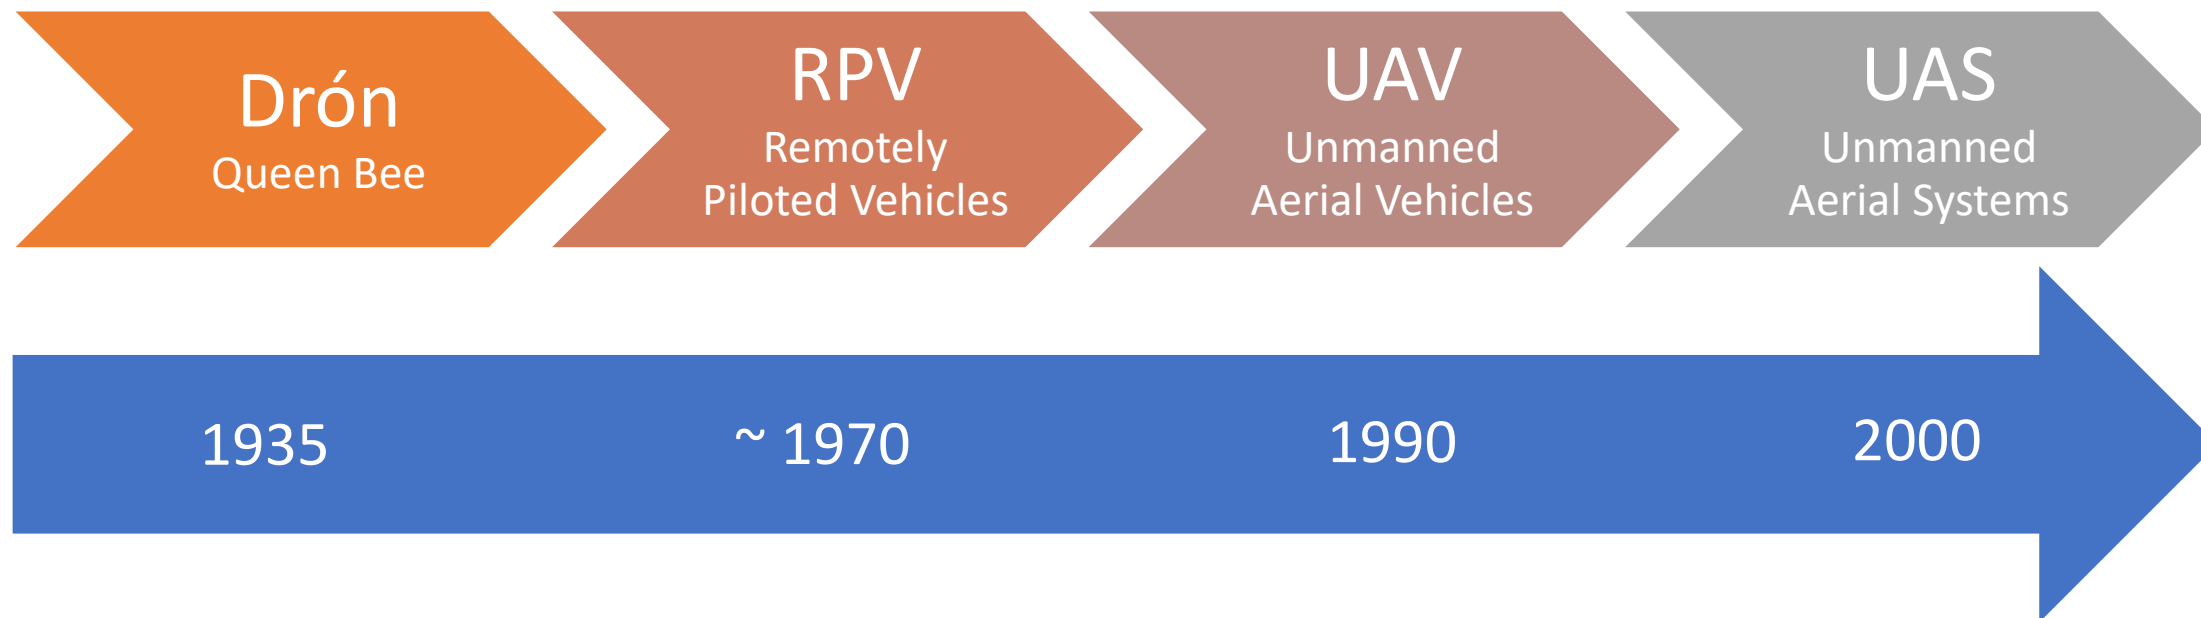 Drón
Queen Bee
RPV
Remotely
Piloted Vehicles
UAV
Unmanned
Aerial Vehicles
UAS
Unmanned
Aerial Systems
1935
~ 1970
1990
2000